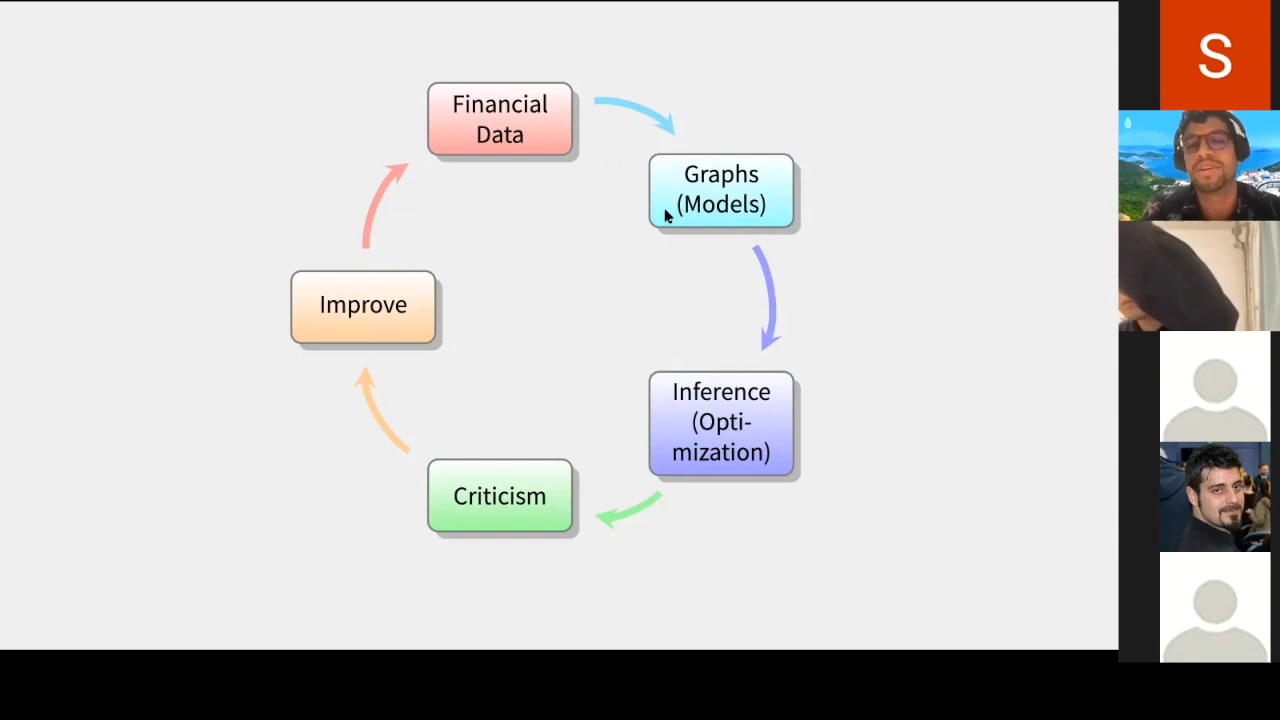 Financial
Data
Graphs
(Models)
Inference
(Opti-
mization)
Criticism
Improve
S